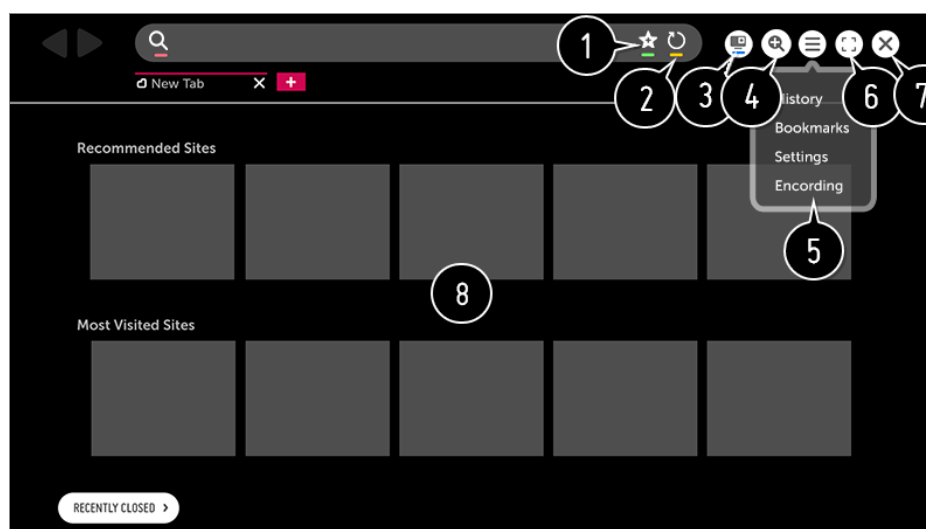 1
New Tab
2
3
4
6
7
History
Bookmarks
Settings
Encording
5
Recommended Sites
8
Most Visited Sites
RECENTLY CLOSED